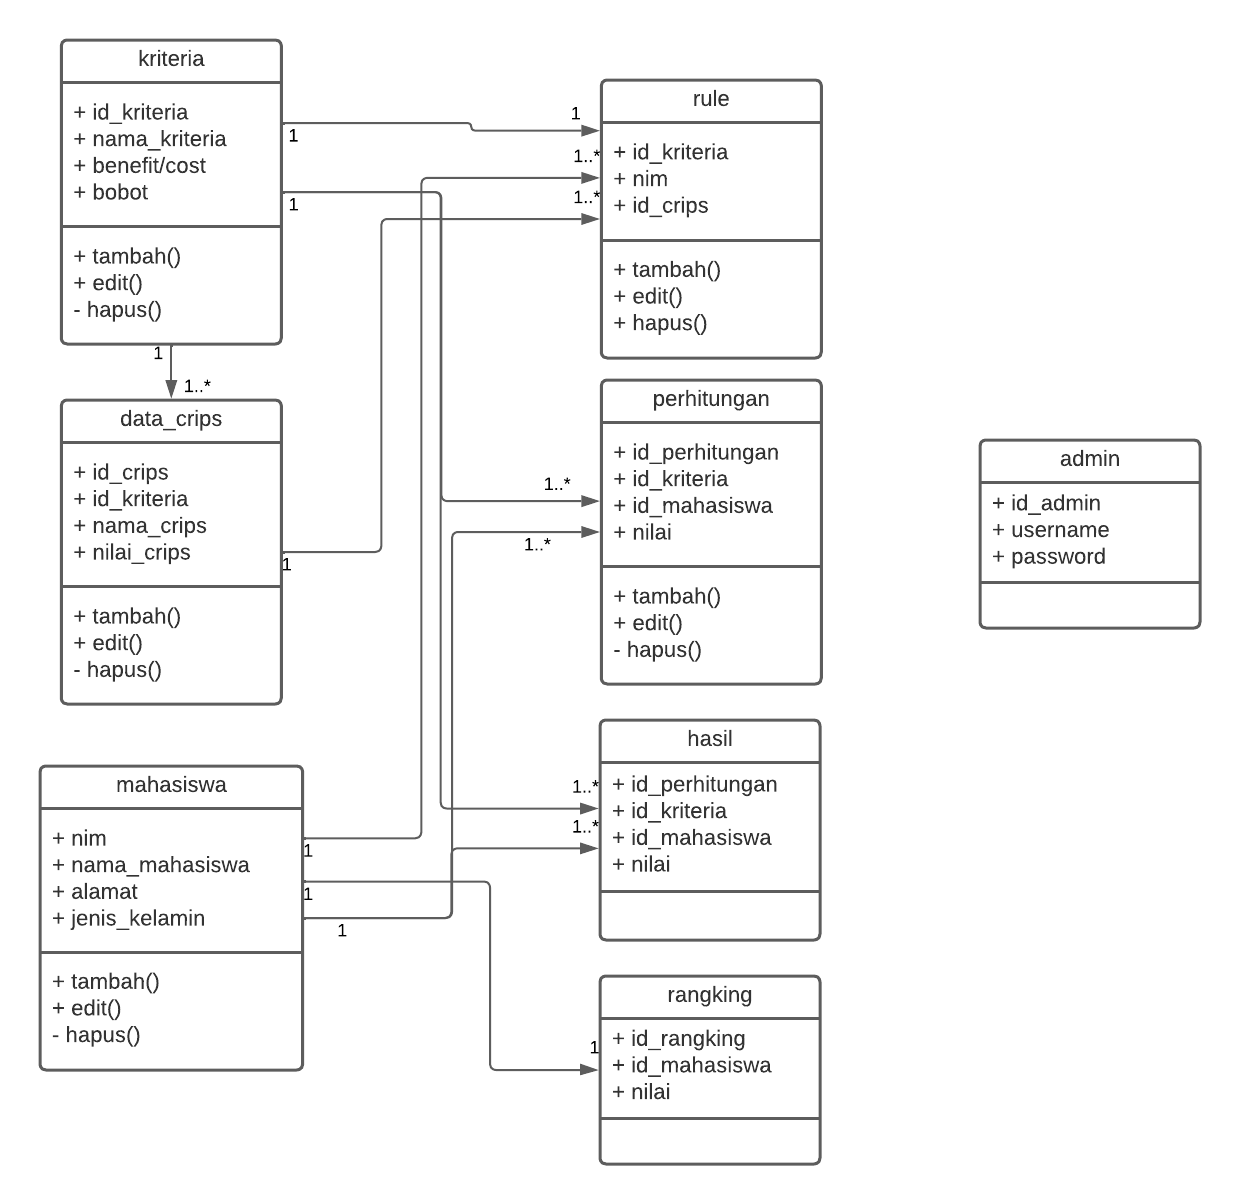 kriteria
+ id_kriteria
+ nama_kriteria
+ benefit/cost
+ bobot
+ tambah()
+ edit()
- hapus()
1
1
1
1..*
data_crips
+ id_crips
+ id_kriteria
+ nama_crips
+ nilai_crips
+ tambah()
+ edit()
- hapus()
1
mahasiswa
+ nim
+ nama_mahasiswa
+ alamat
+ jenis_kelamin
+ tambah()
+ edit()
- hapus()
1
1
1
1
1..*
1..*
rule
+ id_kriteria
+ nim
+ id_crips
+ tambah()
+ edit()
+ hapus()
1..*
1..*
perhitungan
+ id_perhitungan
+ id_kriteria
+ id_mahasiswa
+ nilai
+ tambah()
+ edit()
- hapus()
1..*
1..*
hasil
+ id_perhitungan
+ id_kriteria
+ id_mahasiswa
+ nilai
1
rangking
+ id_rangking
+ id_mahasiswa
+ nilai
admin
+ id_admin
+ username
+ password